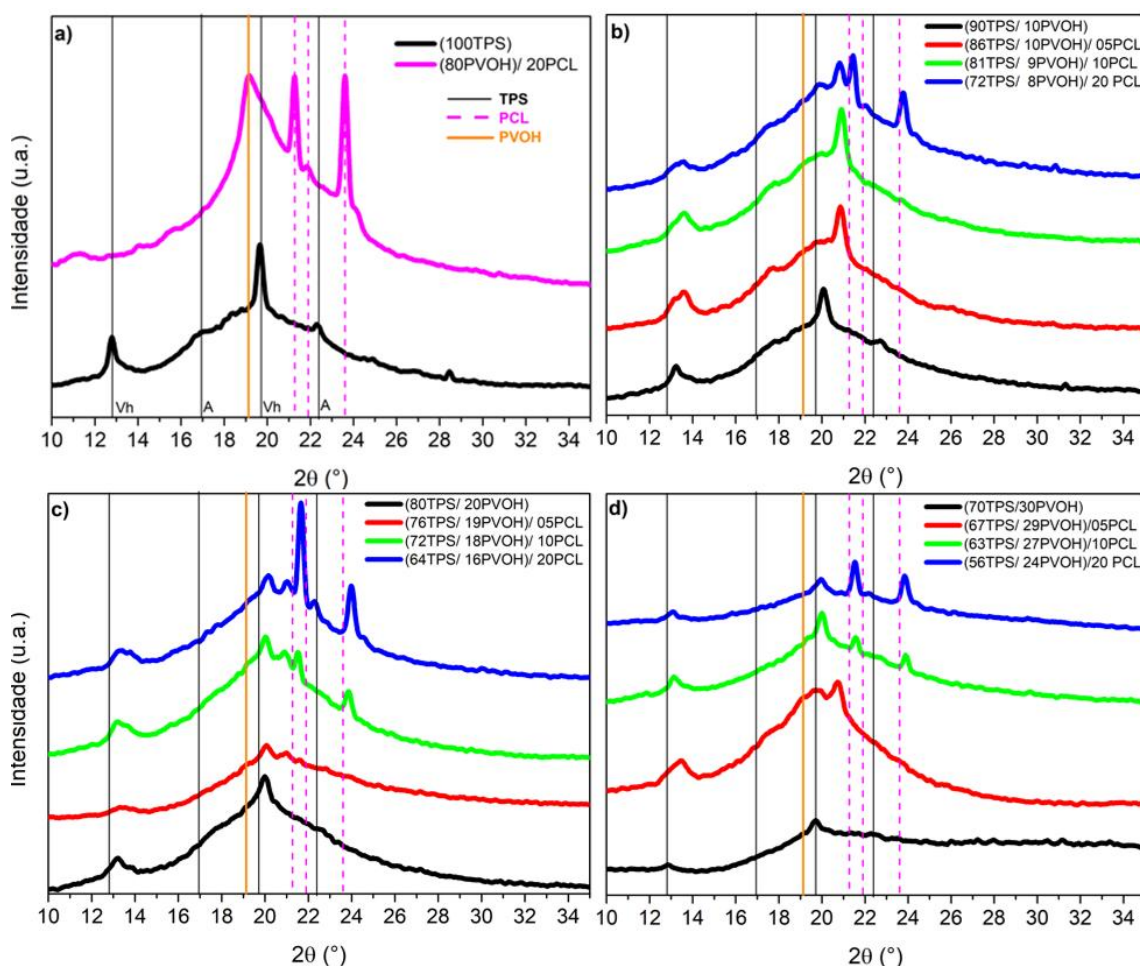 a)
(100TPS)
(80PVOH)/ 20PCL
TPS
PCL
PVOH
Vh
A
Vh
A
10 12 14 16 18 20 22 24 26 28 30 32 34
2θ (°)
Intensidade (u.a.)
b)
(90TPS/ 10PVOH)
(86TPS/ 10PVOH)/ 05PCL
(81TPS/ 9PVOH)/ 10PCL
(72TPS/ 8PVOH)/ 20 PCL
10 12 14 16 18 20 22 24 26 28 30 32 34
2θ (°)
c)
(80TPS/ 20PVOH)
(76TPS/ 19PVOH)/ 05PCL
(72TPS/ 18PVOH)/ 10PCL
(64TPS/ 16PVOH)/ 20PCL
10 12 14 16 18 20 22 24 26 28 30 32 34
2θ (°)
Intensidade (u.a.)
d)
(70TPS/30PVOH)
(67TPS/ 29PVOH)/05PCL
(63TPS/ 27PVOH)/10PCL
(56TPS/ 24PVOH)/20 PCL
10 12 14 16 18 20 22 24 26 28 30 32 34
2θ (°)